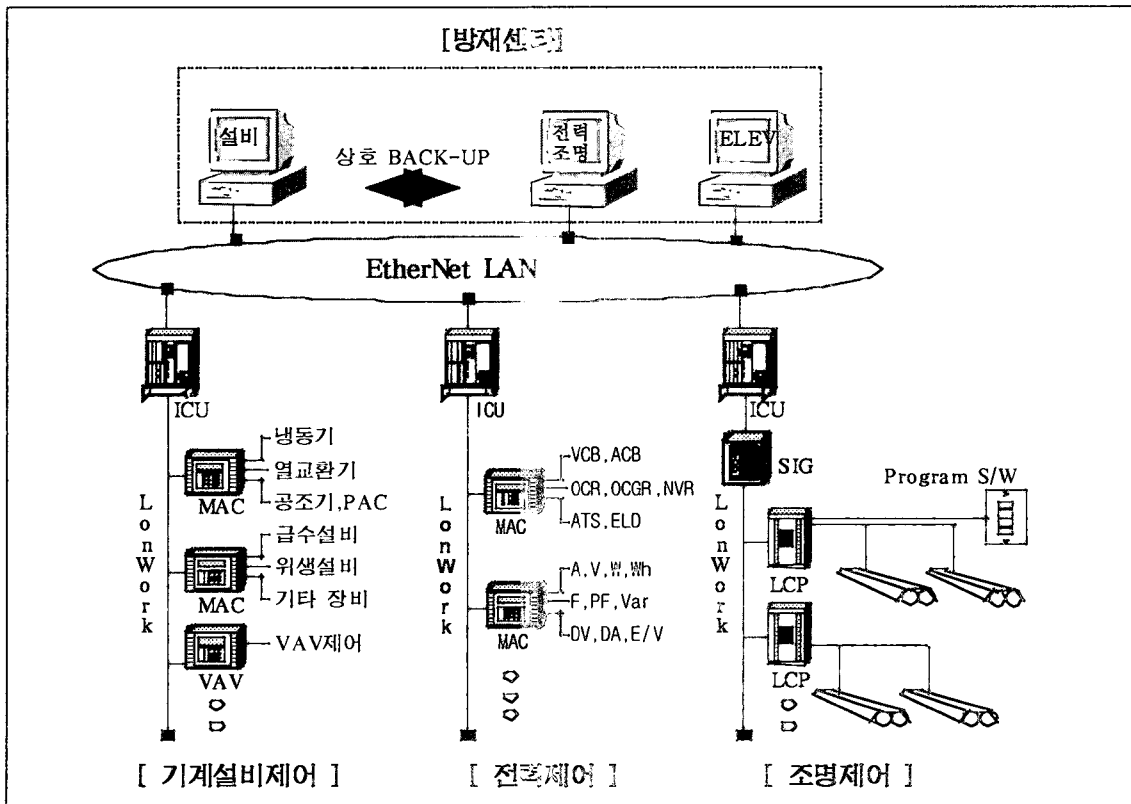 [방재센타]
설비
전력
조명
ELEV
상호 BACK-UP
EtherNet LAN
ICU
LonWork
MAC
냉동기
열교환기
공조기,PAC
MAC
급수설비
위생설비
기타 장비
VAV
VAV제어
[ 기계설비제어 ]
ICU
LonWork
MAC
VCB,ACB
OCR,OCGR,NVR
ATS,ELD
MAC
A,V,W,Wh
F,PF,Var
DV,DA,E/V
[ 전력제어 ]
ICU
SIG
LonWork
Program S/W
LCP
LCP
[ 조명제어 ]